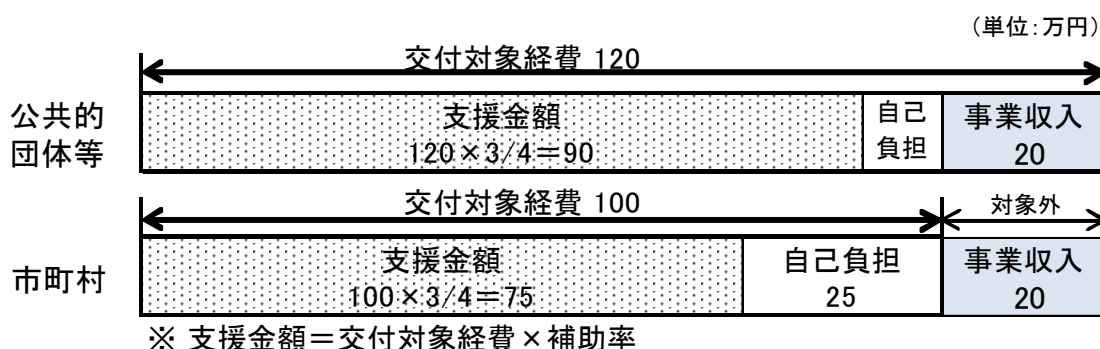 (単位:万円)
交付対象経費 120
公共的
団体等
支援金額
120×3/4=90
自己
負担
事業収入
20
交付対象経費 100
対象外
市町村
支援金額
100×3/4=75
自己負担
25
事業収入
20
※ 支援金額=交付対象経費×補助率